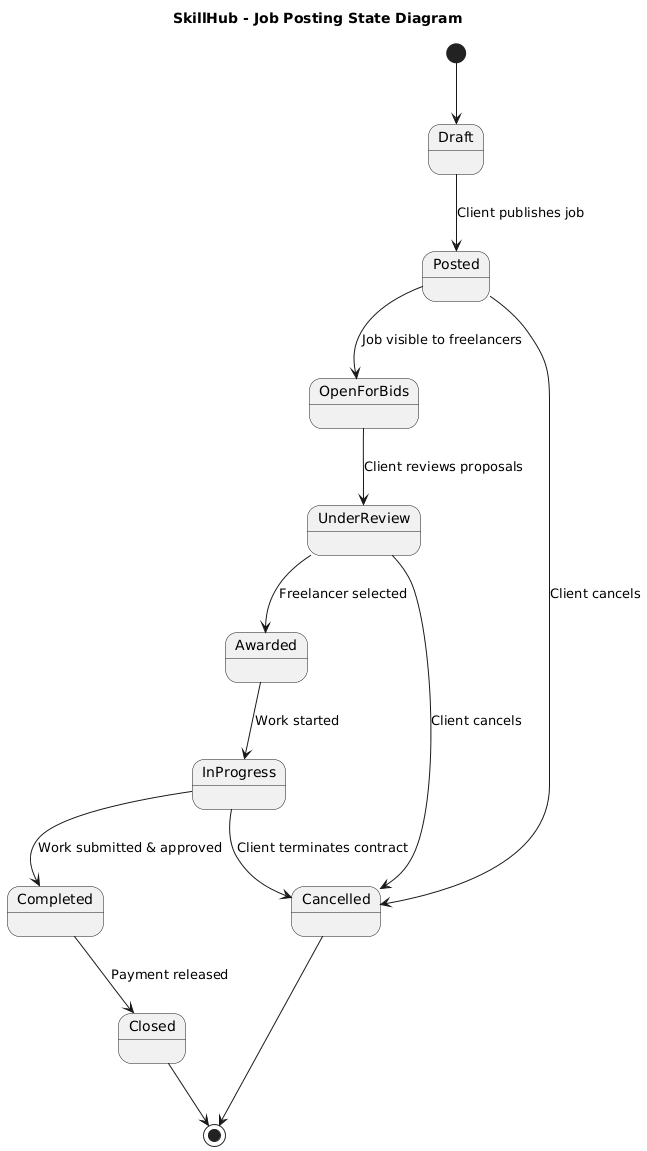 SkillHub - Job Posting State Diagram
Draft
Client publishes job
Posted
Job visible to freelancers
OpenForBids
Client reviews proposals
UnderReview
Freelancer selected
Client cancels
Awarded
Work started
Client cancels
InProgress
Work submitted & approved
Client terminates contract
Completed
Cancelled
Payment released
Closed